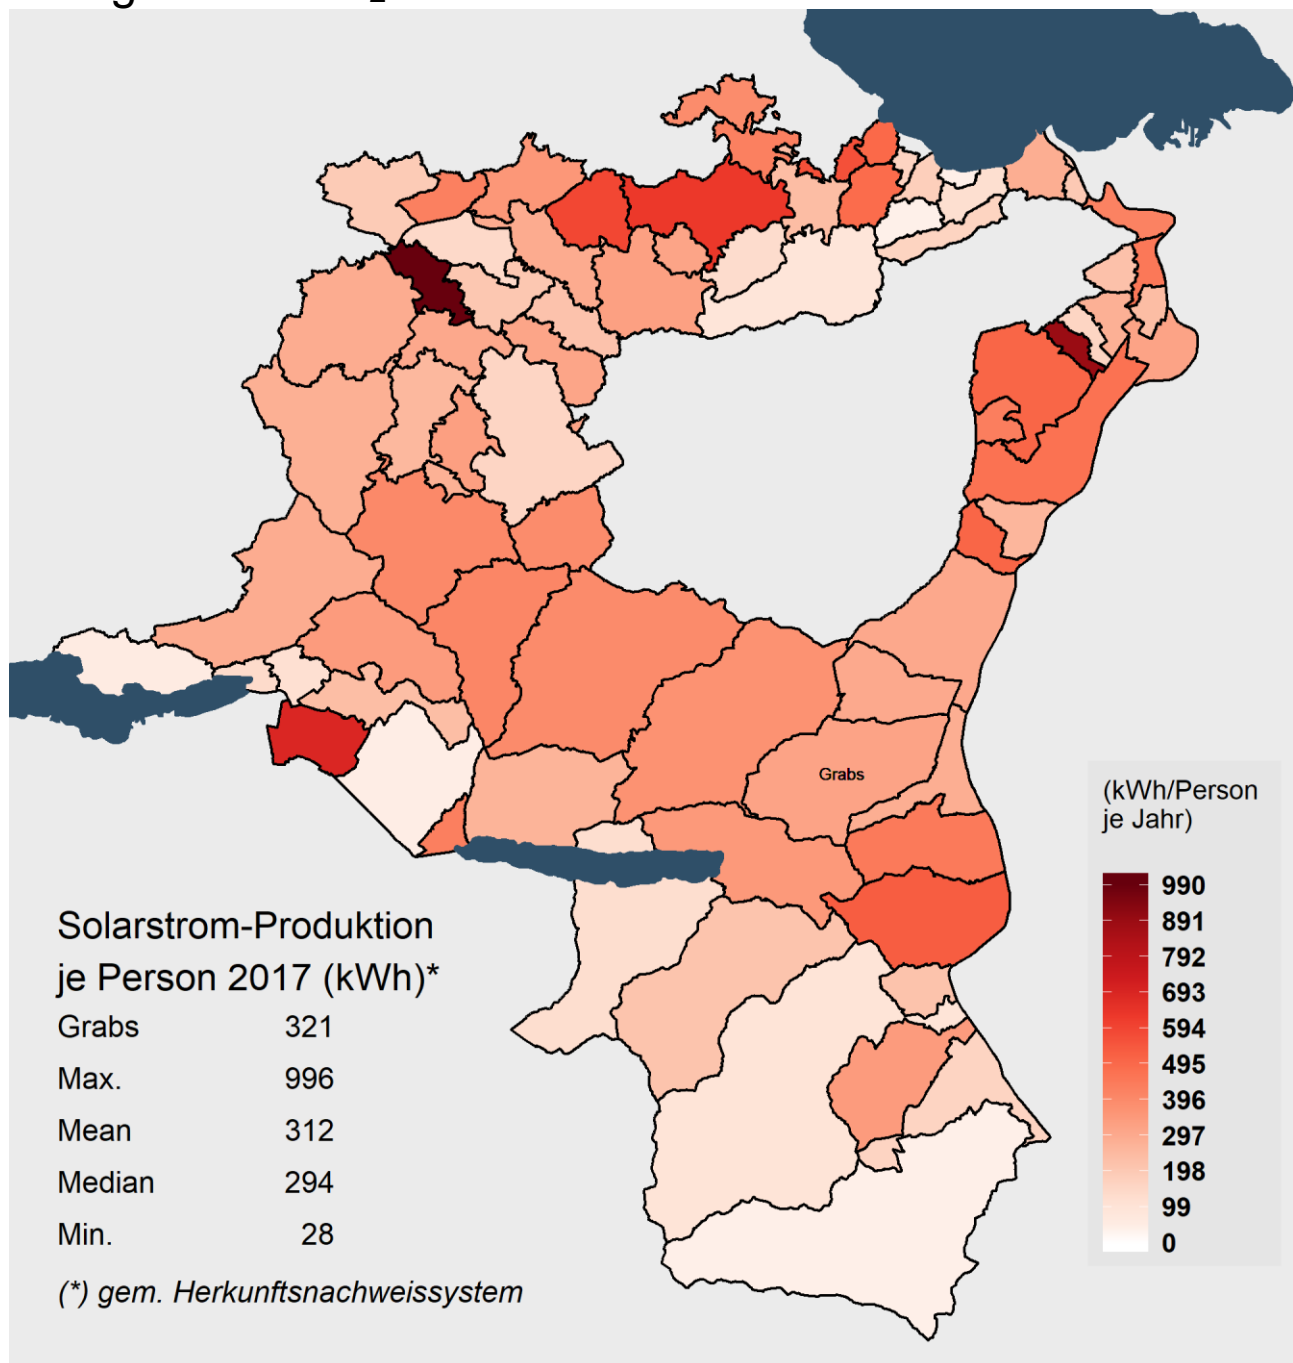 Grabs
(kWh/Person
je Jahr)
990
891
792
693
594
495
396
297
198
99
0
Solarstrom-Produktion
je Person 2017 (kWh)*
Grabs 321
Max. 996
Mean 312
Median 294
Min. 28
(*) gem. Herkunftsnachweissystem